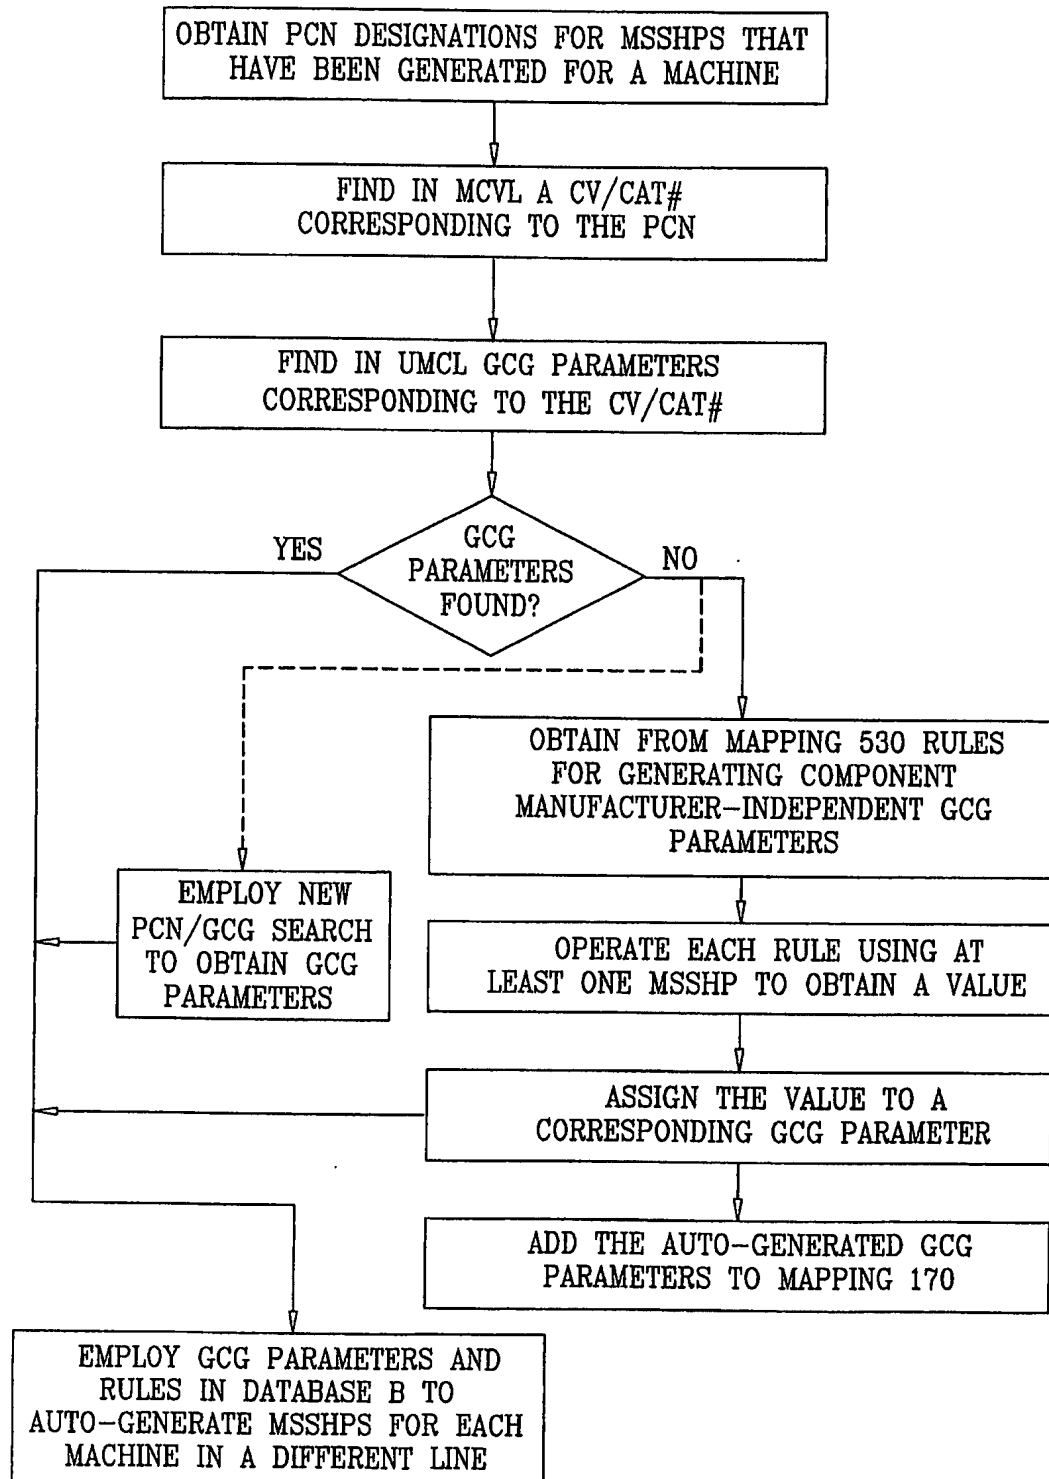 OBTAIN PCN DESIGNATIONS FOR MSSHPS THAT
HAVE BEEN GENERATED FOR A MACHINE
FIND IN MCVL A CV/CAT#
CORRESPONDING TO THE PCN
FIND IN UMCL GCG PARAMETERS
CORRESPONDING TO THE CV/CAT#
GCG
PARAMETERS
FOUND?
YES
NO
OBTAIN FROM MAPPING 530 RULES
FOR GENERATING COMPONENT
MANUFACTURER-INDEPENDENT GCG
PARAMETERS
EMPLOY NEW
PCN/GCG SEARCH
TO OBTAIN GCG
PARAMETERS
OPERATE EACH RULE USING AT
LEAST ONE MSSHP TO OBTAIN A VALUE
ASSIGN THE VALUE TO A
CORRESPONDING GCG PARAMETER
ADD THE AUTO-GENERATED GCG
PARAMETERS TO MAPPING 170
EMPLOY GCG PARAMETERS AND
RULES IN DATABASE B TO
AUTO-GENERATE MSSHPS FOR EACH
MACHINE IN A DIFFERENT LINE